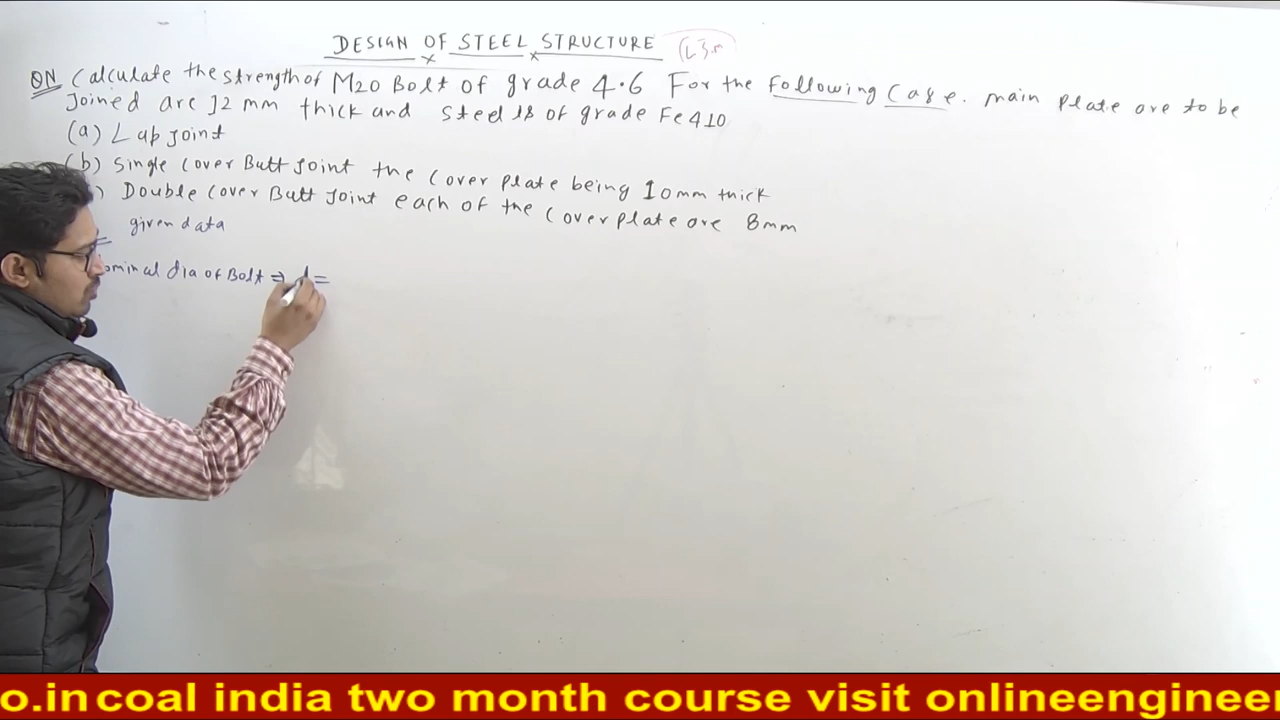 DESIGN OF STEEL STRUCTURE
QN Calculate the strength of M20 Bolt of grade 4.6 For the Following Case. main plate are to be
joined are 12 mm thick and steel is of grade Fe 410
(a) Lap joint
(b) Single cover Butt joint the cover plate being 10mm thick
) Double cover Butt joint each of the cover plate are 8mm
given data
ominal dia of Bolt ⇒ d =
o.in coal india two month course visit onlineengineer